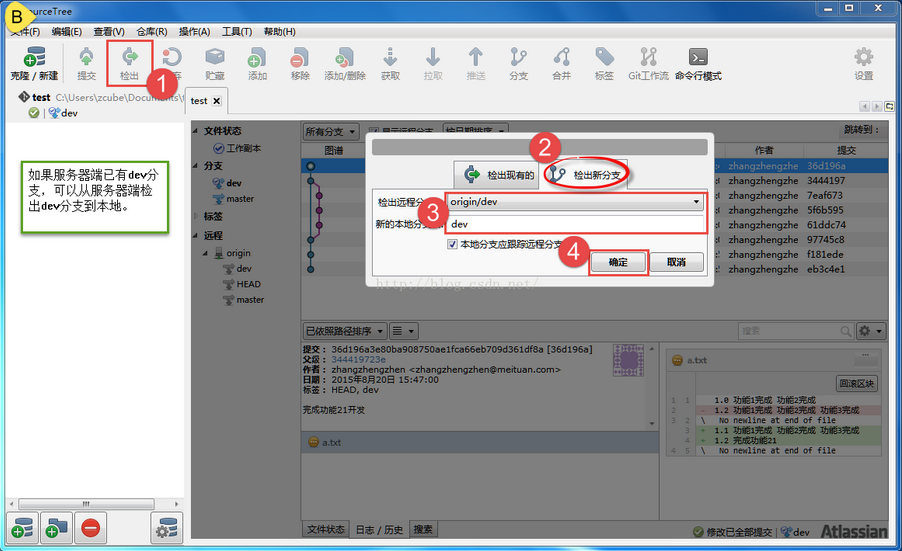 B
ourceTree
文件(F) 编辑(E) 查看(V) 仓库(R) 操作(A) 工具(T) 帮助(H)
克隆 / 新建 提交 检出 贮藏 添加 移除 添加/删除 获取 拉取 推送 分支 合并 标签 Git工作流 命令行模式 设置
1
test C:\Users\zcube\Documents\
dev
test
如果服务器端已有dev分
支，可以从服务器端检
出dev分支到本地。
文件状态
工作副本
分支
dev
master
标签
远程
origin
dev
HEAD
master
所有分支 显示远程分支 按日期排序 跳转到：
图谱 作者 提交
zhangzhengzhe 36d196a
zhangzhengzhe 3444197
zhangzhengzhe 7eaf673
zhangzhengzhe 5f6b595
zhangzhengzhe 61ddc74
zhangzhengzhe 97745c8
zhangzhengzhe f181ede
zhangzhengzhe eb3c4e1
2
检出现有的 检出新分支
检出远程分 origin/dev
3
新的本地分支 dev
本地分支应跟踪远程分支
4
确定 取消
http://blog.csdn.net/
已依照路径排序 搜索
提交： 36d196a3e80ba908750ae1fca66eb709d361df8a [36d196a]
父级： 344419723e
作者： zhangzhengzhen <zhangzhengzhen@meituan.com>
日期： 2015年8月20日 15:47:00
标签： HEAD, dev
完成功能21开发
a.txt
a.txt
回滚区块
1 1 1.0 功能1完成 功能2完成
2 - 1.2 功能1完成 功能2完成 功能3完成
3 2 \ No newline at end of file
3 + 1.1 功能1完成 功能2完成 功能3完成
4 + 1.2 完成功能21
4 5 \ No newline at end of file
文件状态 日志 / 历史 搜索
修改已全部提交 dev Atlassian